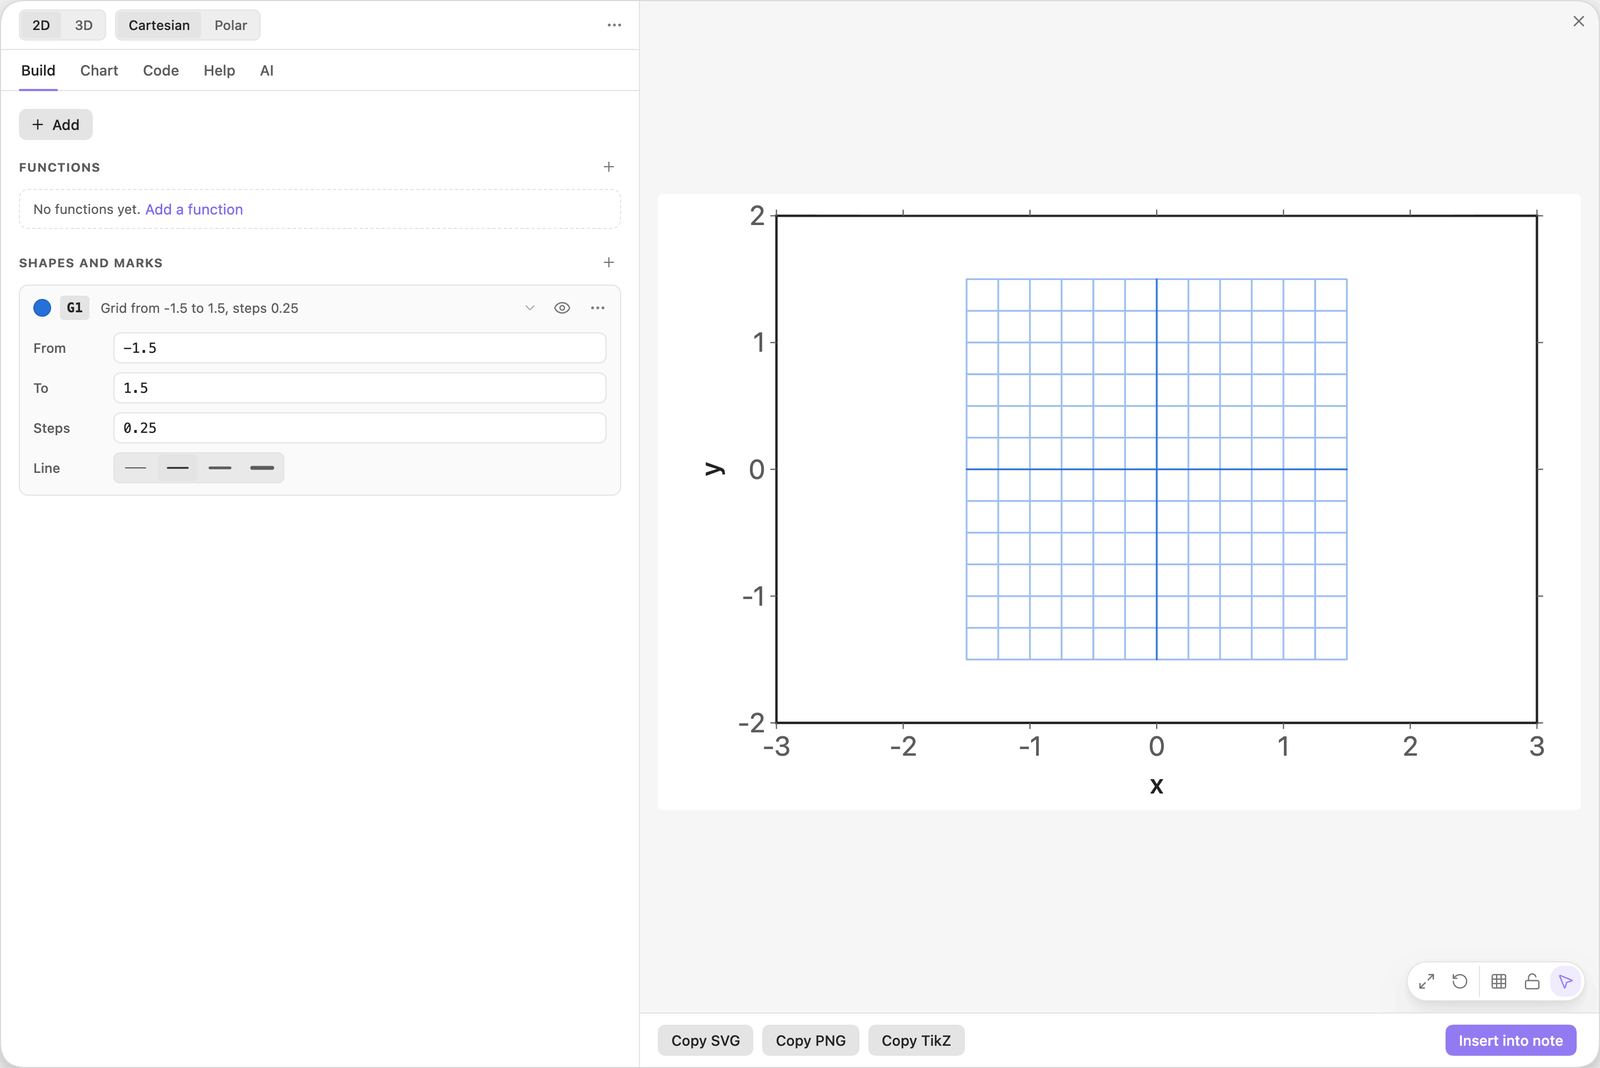 2D 3D Cartesian Polar
Build Chart Code Help AI
+ Add
FUNCTIONS
No functions yet. Add a function
SHAPES AND MARKS
G1 Grid from -1.5 to 1.5, steps 0.25
From −1.5
To 1.5
Steps 0.25
Line
2
1
y 0
-1
-2
-3 -2 -1 0 1 2 3
x
Copy SVG Copy PNG Copy TikZ Insert into note